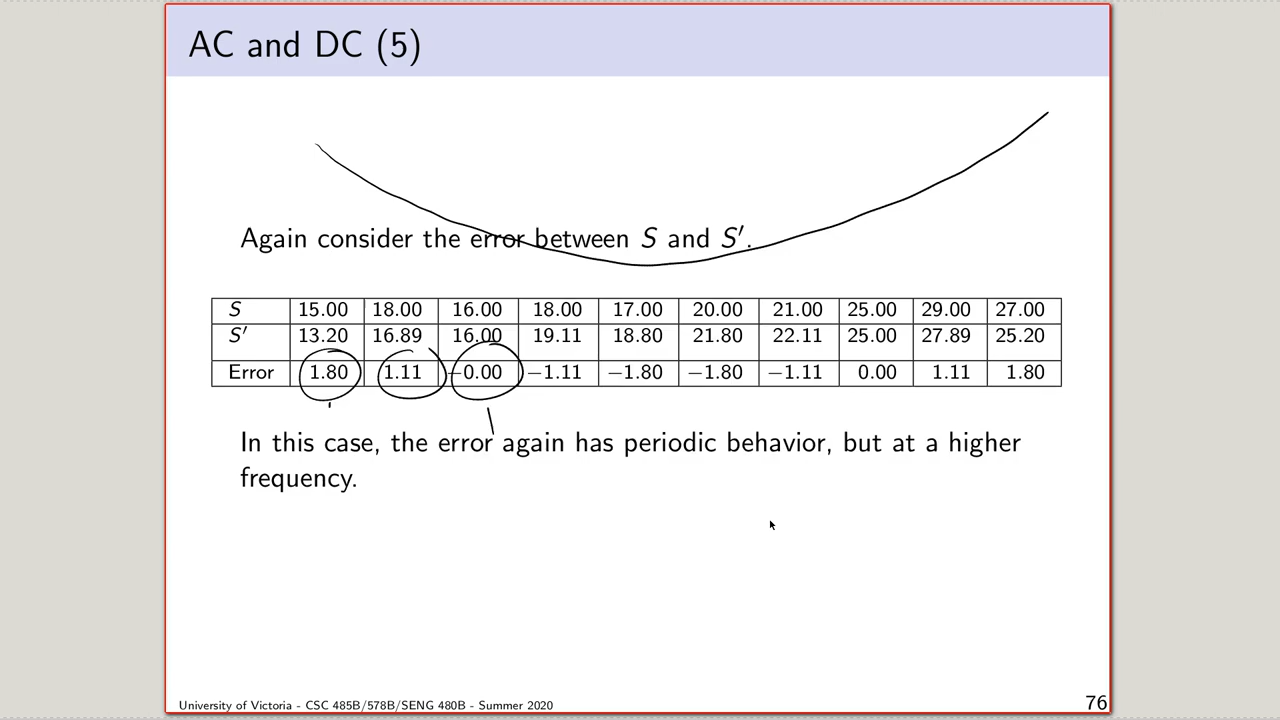 AC and DC (5)
Again consider the error between S and S′.
S 15.00 18.00 16.00 18.00 17.00 20.00 21.00 25.00 29.00 27.00
S′ 13.20 16.89 16.00 19.11 18.80 21.80 22.11 25.00 27.89 25.20
Error 1.80 1.11 −0.00 −1.11 −1.80 −1.80 −1.11 0.00 1.11 1.80
In this case, the error again has periodic behavior, but at a higher
frequency.
University of Victoria - CSC 485B/578B/SENG 480B - Summer 2020
76